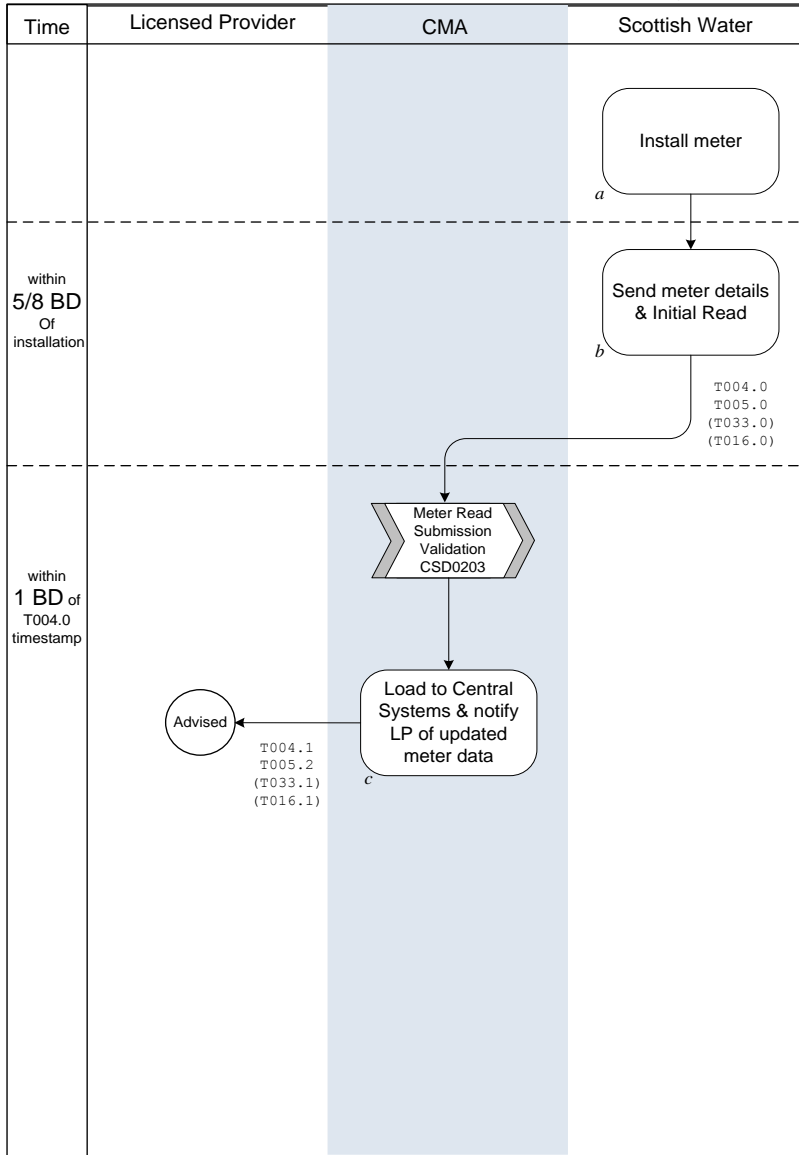 Time
Licensed Provider
CMA
Scottish Water
Install meter
a
within
5/8 BD
Of
installation
Send meter details
& Initial Read
b
T004.0
T005.0
(T033.0)
(T016.0)
within
1 BD of
T004.0
timestamp
Meter Read
Submission
Validation
CSD0203
Load to Central
Systems & notify
LP of updated
meter data
c
Advised
T004.1
T005.2
(T033.1)
(T016.1)